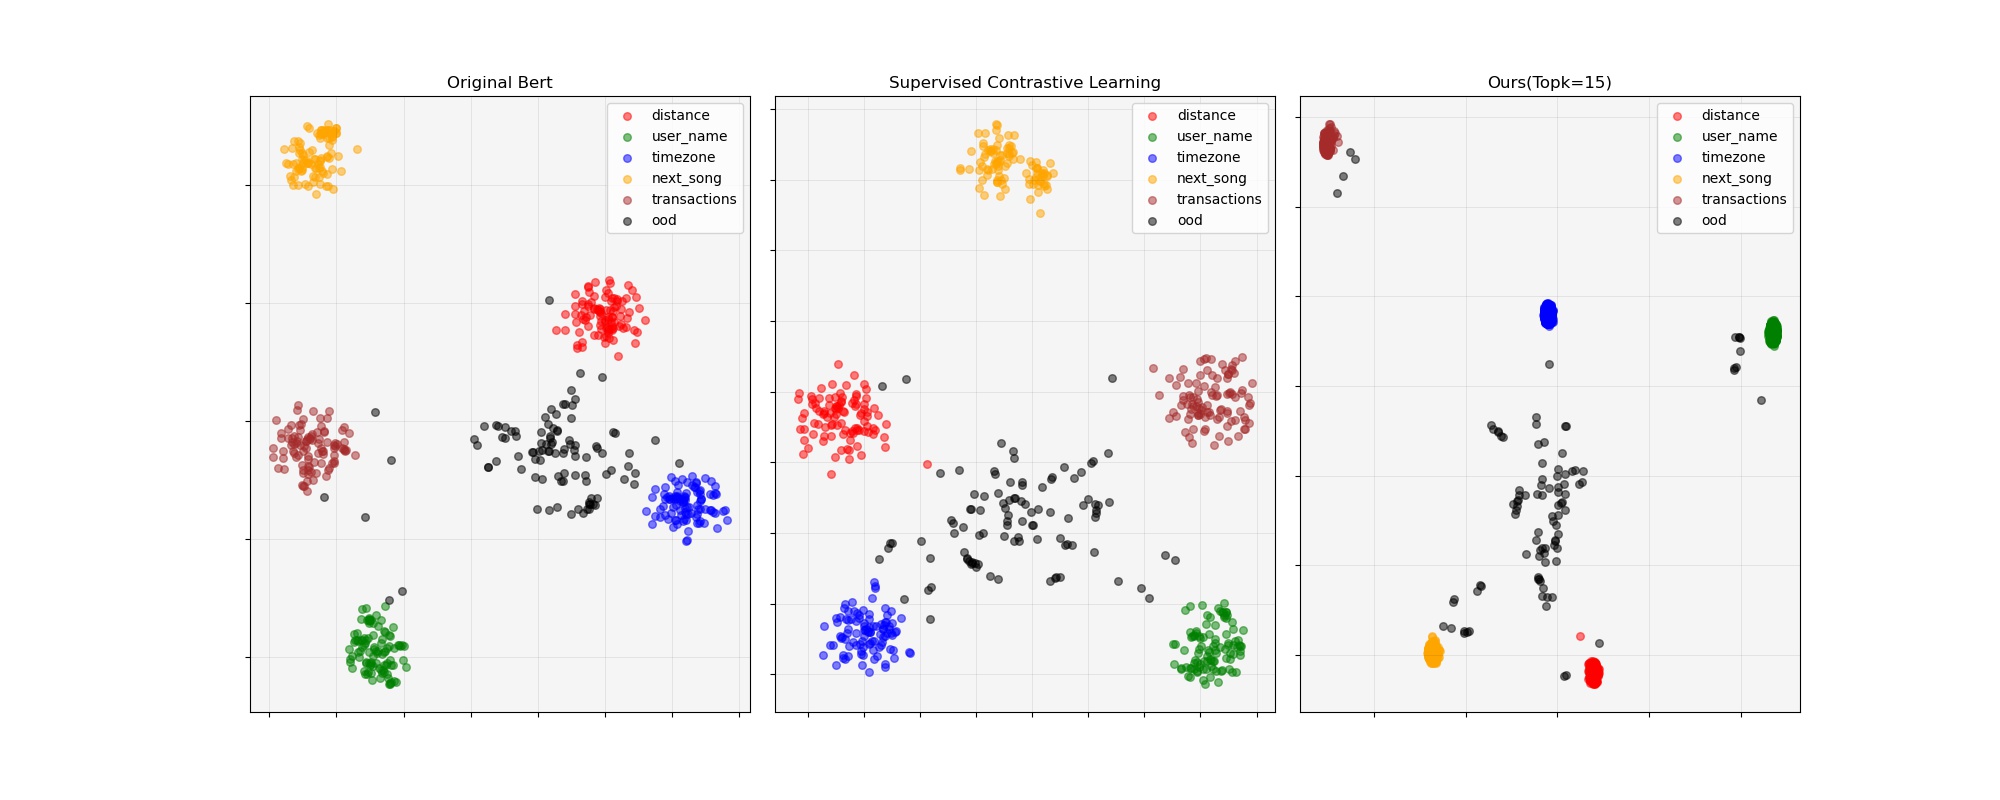 Original Bert
distance
user_name
timezone
next_song
transactions
ood
Supervised Contrastive Learning
distance
user_name
timezone
next_song
transactions
ood
Ours(Topk=15)
distance
user_name
timezone
next_song
transactions
ood